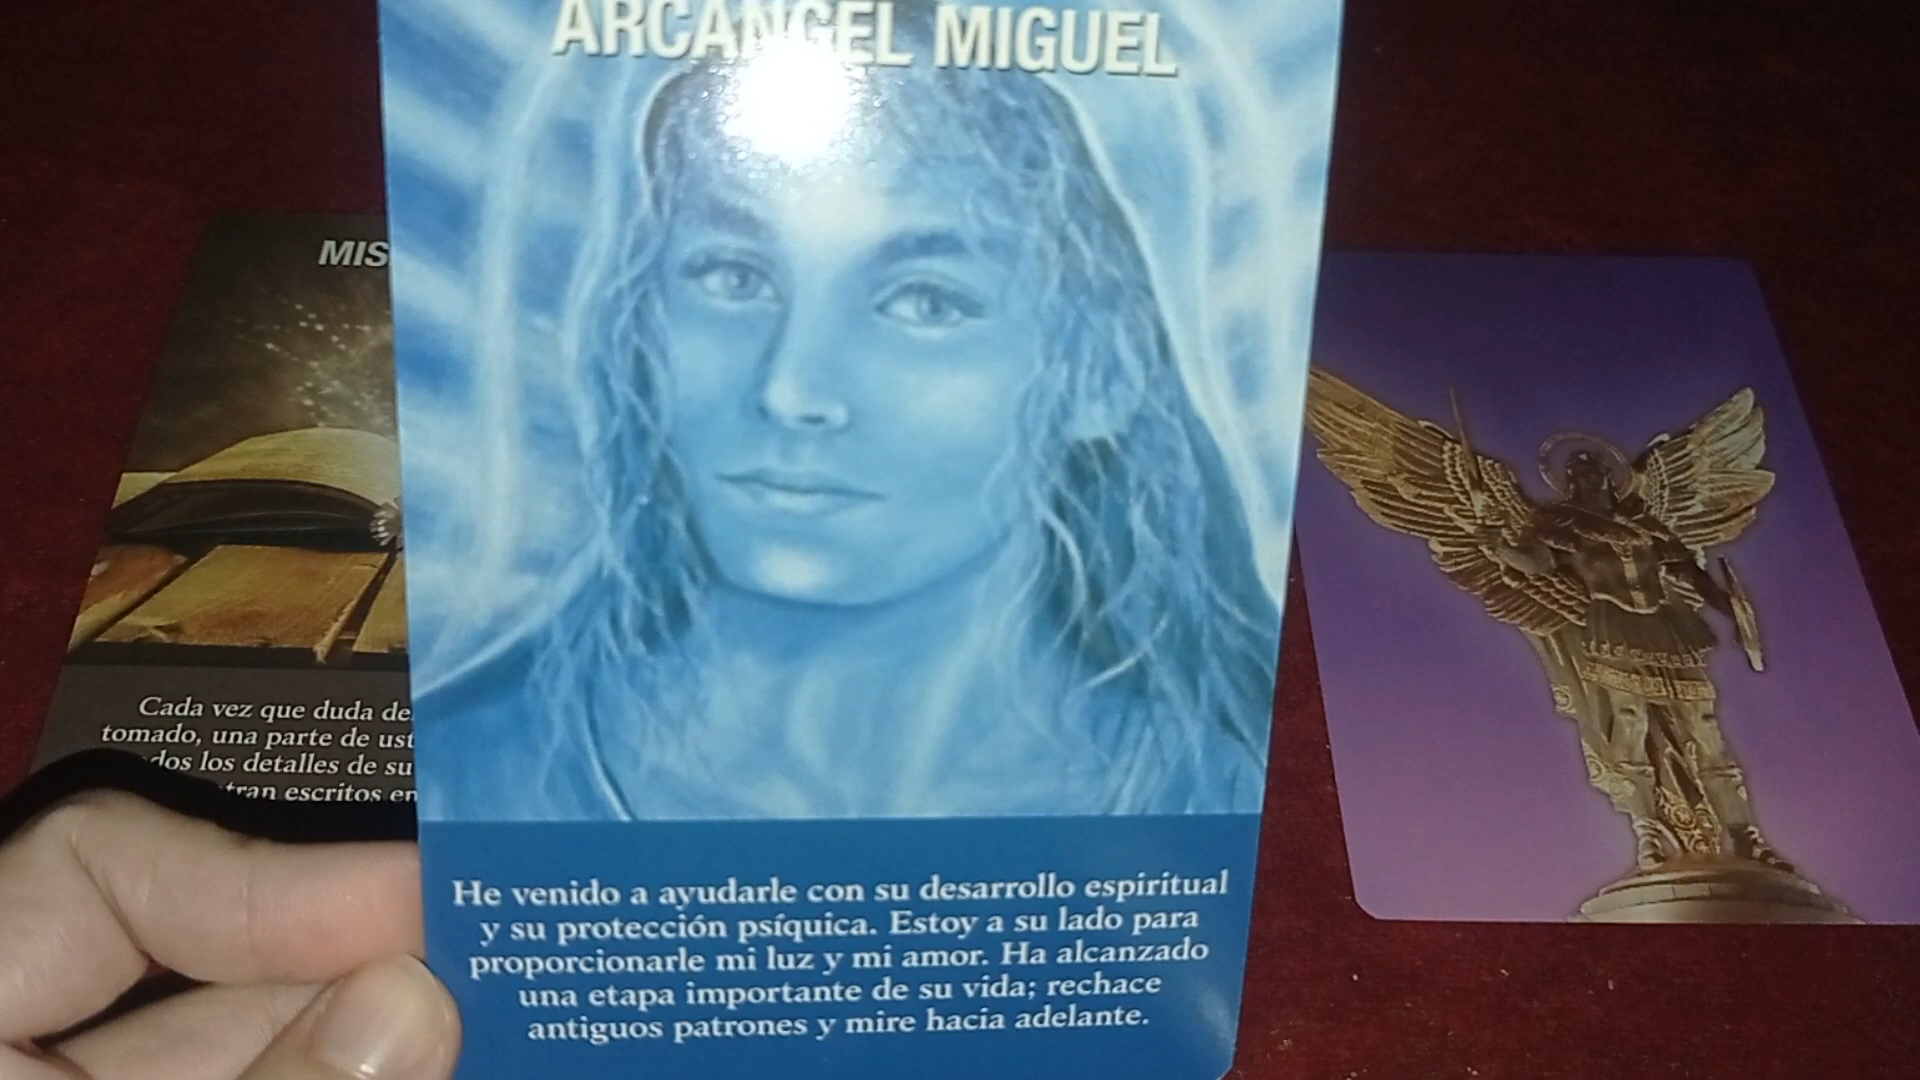 ARCÁNGEL MIGUEL
He venido a ayudarle con su desarrollo espiritual
y su protección psíquica. Estoy a su lado para
proporcionarle mi luz y mi amor. Ha alcanzado
una etapa importante de su vida; rechace
antiguos patrones y mire hacia adelante.
MIS
Cada vez que duda de
tomado, una parte de ust
dos los detalles de su
tran escritos en